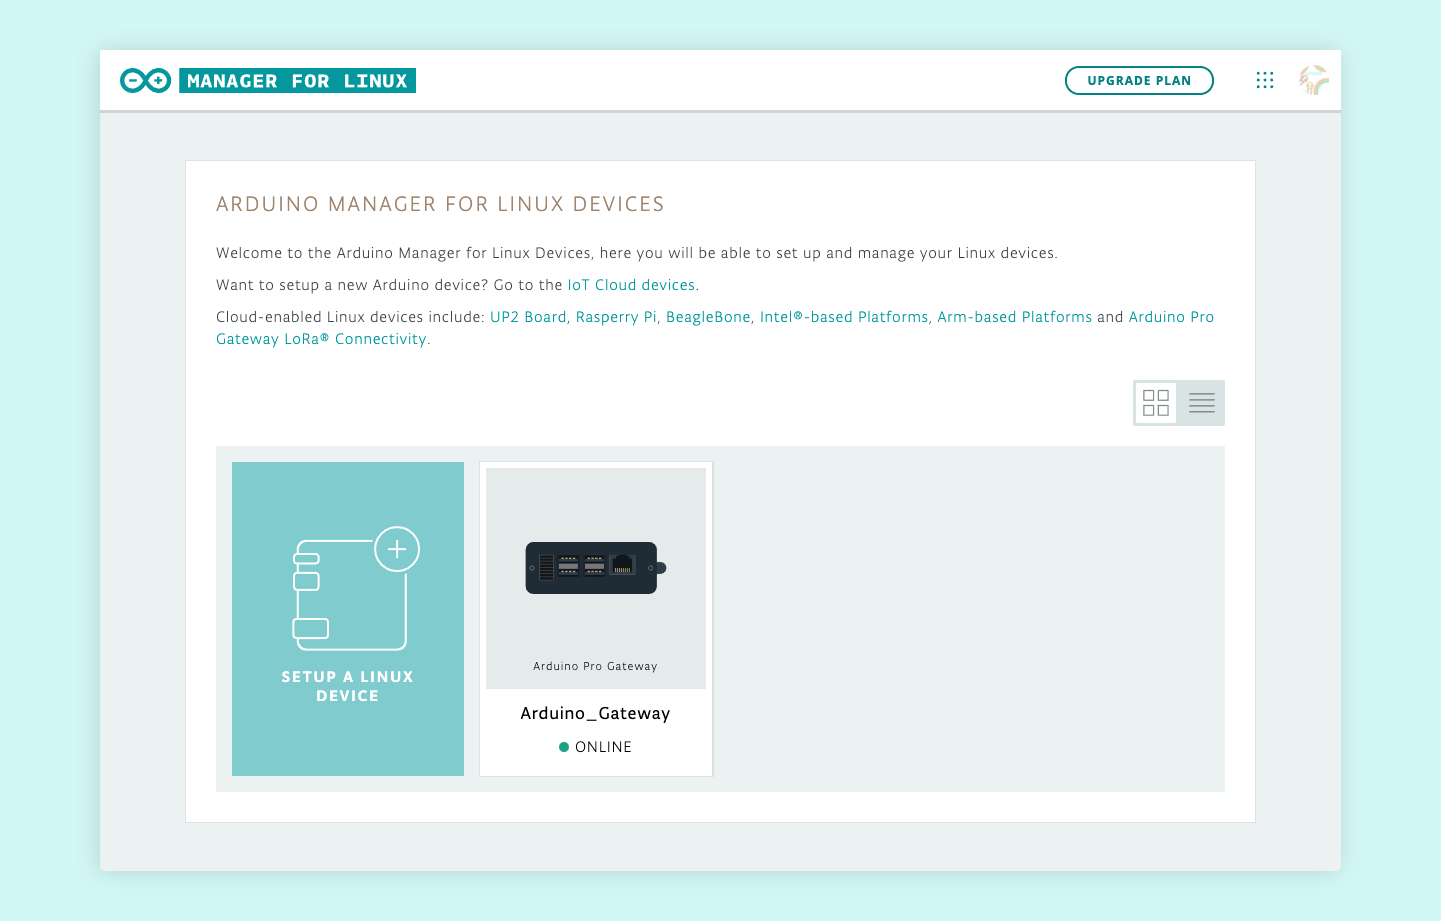 MANAGER FOR LINUX
UPGRADE PLAN
ARDUINO MANAGER FOR LINUX DEVICES
Welcome to the Arduino Manager for Linux Devices, here you will be able to set up and manage your Linux devices.
Want to setup a new Arduino device? Go to the IoT Cloud devices.
Cloud-enabled Linux devices include: UP2 Board, Rasperry Pi, BeagleBone, Intel®-based Platforms, Arm-based Platforms and Arduino Pro
Gateway LoRa® Connectivity.
SETUP A LINUX
DEVICE
Arduino Pro Gateway
Arduino_Gateway
ONLINE